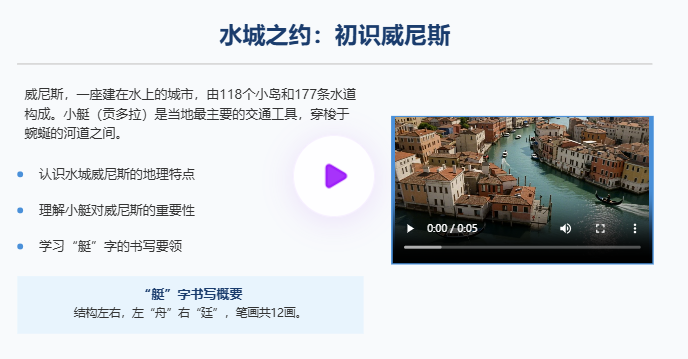 水城之约：初识威尼斯
威尼斯，一座建在水上的城市，由118个小岛和177条水道
构成。小艇（贡多拉）是当地最主要的交通工具，穿梭于
蜿蜒的河道之间。
认识水城威尼斯的地理特点
理解小艇对威尼斯的重要性
学习“艇”字的书写要领
“艇”字书写概要
结构左右，左“舟”右“廷”，笔画共12画。
0:00 / 0:05